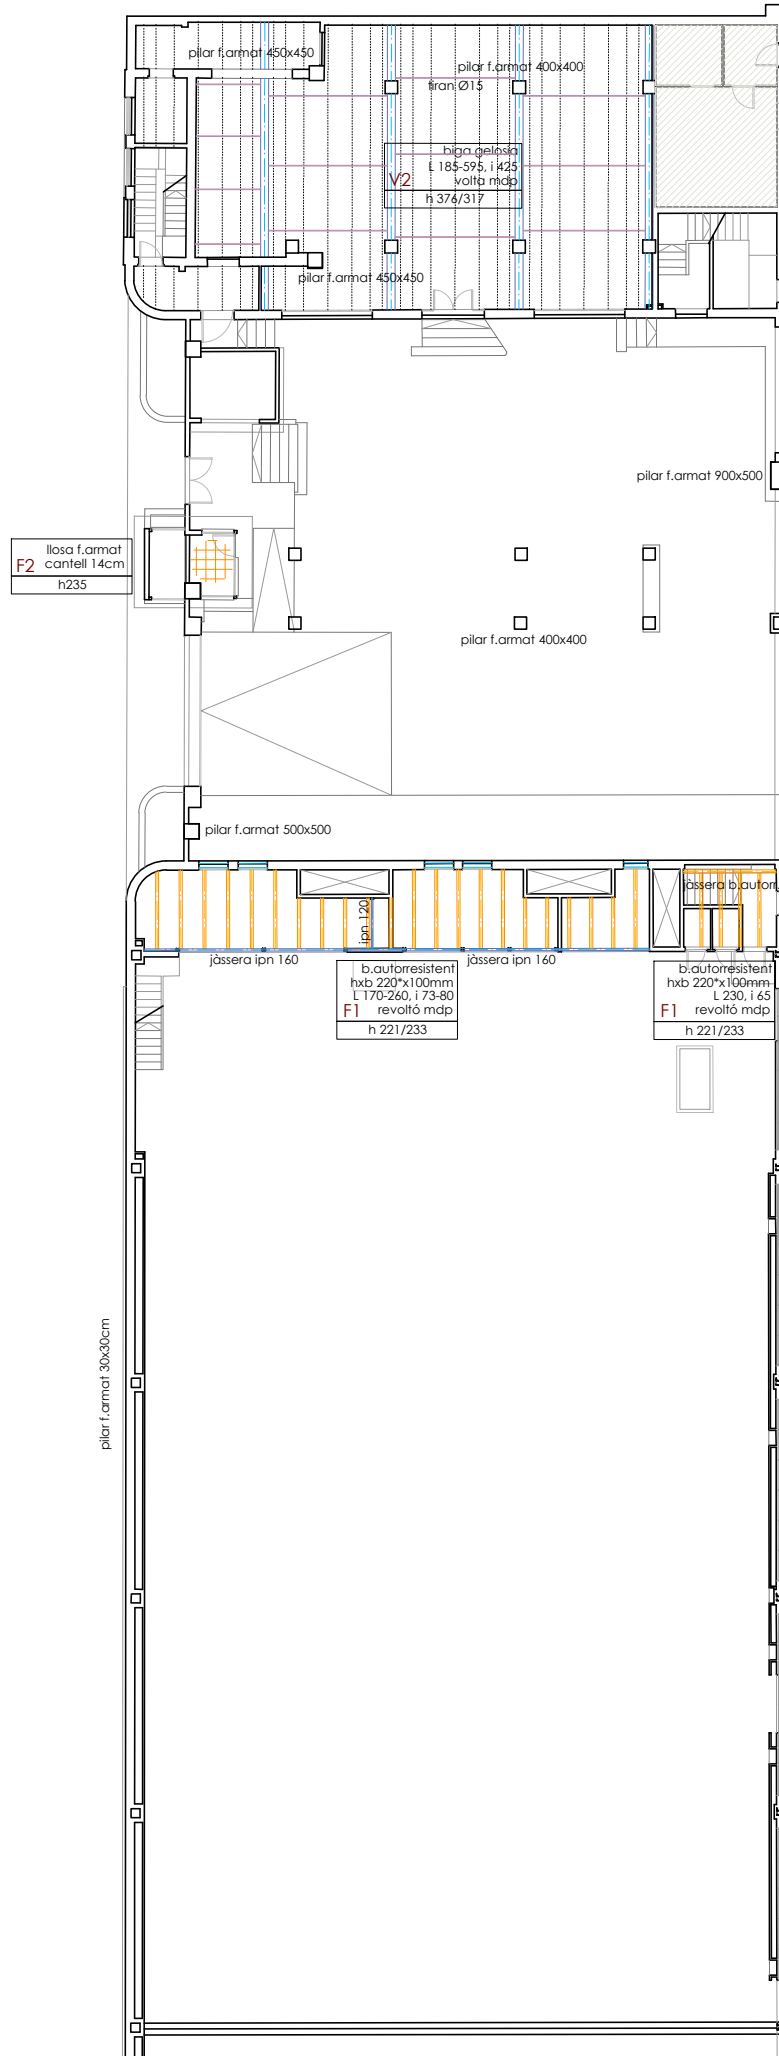 pilar f.armat 450x450
pilar f.armat 400x400
tiran Ø15
biga gelosia
L 185-595, i 425
V2
volta mdp
h 376/317
pilar f.armat 450x450
pilar f.armat 900x500
llosa f.armat
F2 cantell 14cm
h235
pilar f.armat 400x400
pilar f.armat 500x500
jàssera b.autorr
ipn 120
jàssera ipn 160
jàssera ipn 160
b.autorresistent
hxb 220*x100mm
L 170-260, i 73-80
F1 revoltó mdp
h 221/233
b.autorresistent
hxb 220*x100mm
L 230, i 65
F1 revoltó mdp
h 221/233
pilar f.armat 30x30cm